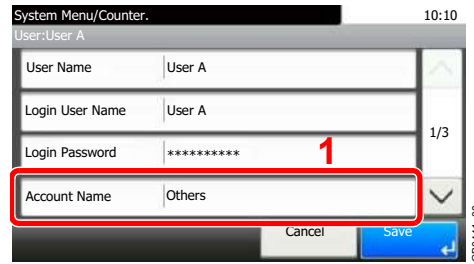 System Menu/Counter. 10:10
User:User A
User Name User A
Login User Name User A
1/3
Login Password ********** 1
Account Name Others
Cancel Save